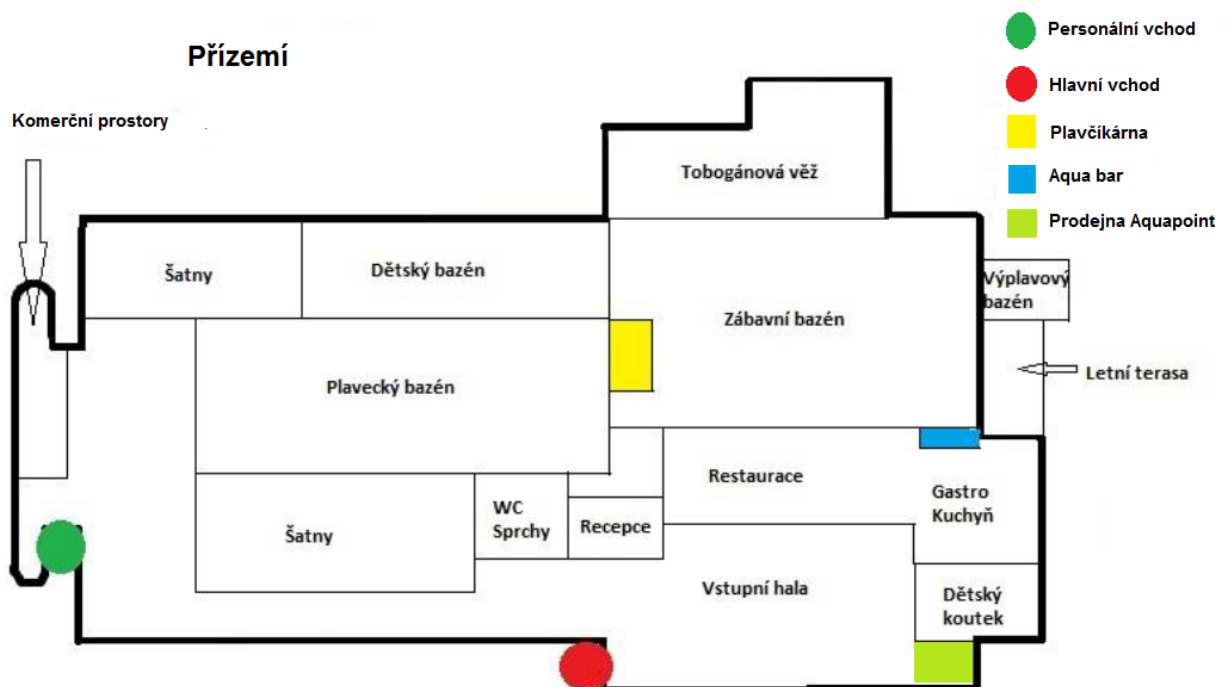 Přízemí
Personální vchod
Hlavní vchod
Komerční prostory
Plavčíkárna
Aqua bar
Prodejna Aquapoint
Tobogánová věž
Šatny
Dětský bazén
Výplavový
bazén
Zábavní bazén
Plavecký bazén
Letní terasa
Restaurace
Gastro
Kuchyň
WC
Sprchy
Recepce
Šatny
Vstupní hala
Dětský
koutek